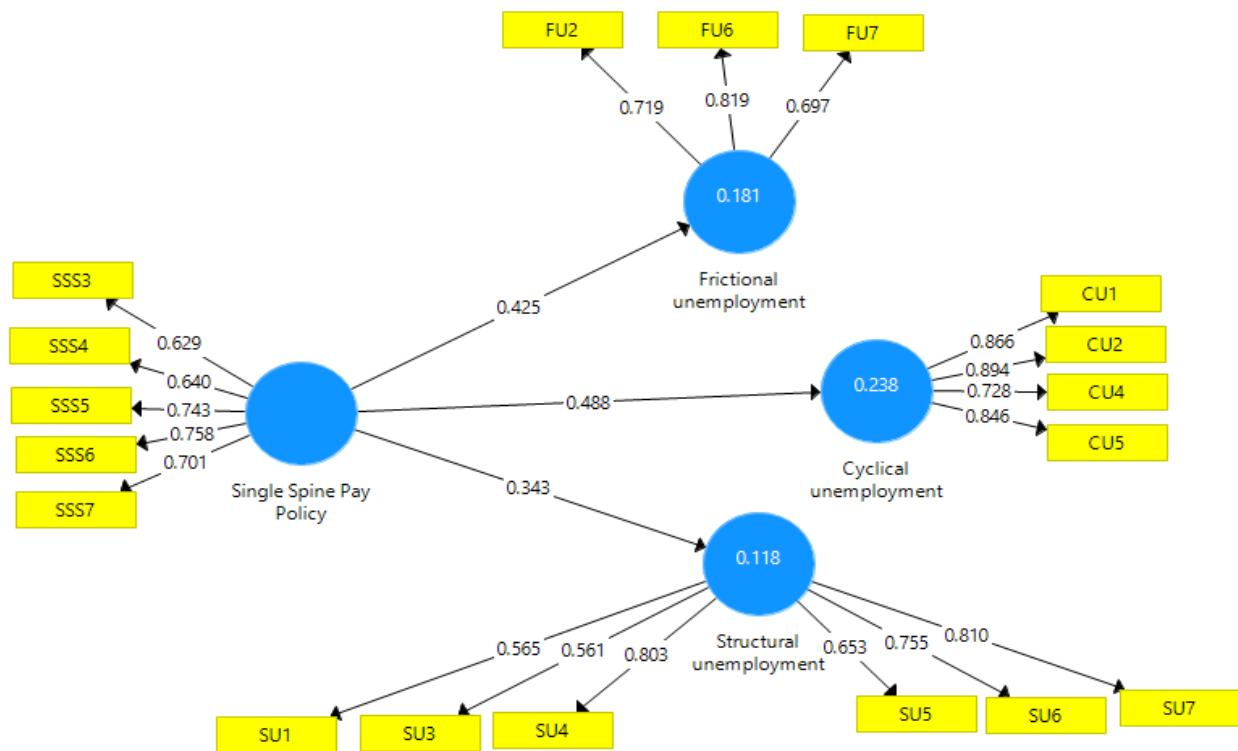 FU2
FU6
FU7
0.719
0.819
0.697
0.181
Frictional
unemployment
SSS3
SSS4
SSS5
SSS6
SSS7
0.629
0.640
0.743
0.758
0.701
Single Spine Pay
Policy
0.425
0.488
0.343
CU1
CU2
CU4
CU5
0.866
0.894
0.728
0.846
0.238
Cyclical
unemployment
0.118
Structural
unemployment
0.565
0.561
0.803
0.653
0.755
0.810
SU1
SU3
SU4
SU5
SU6
SU7